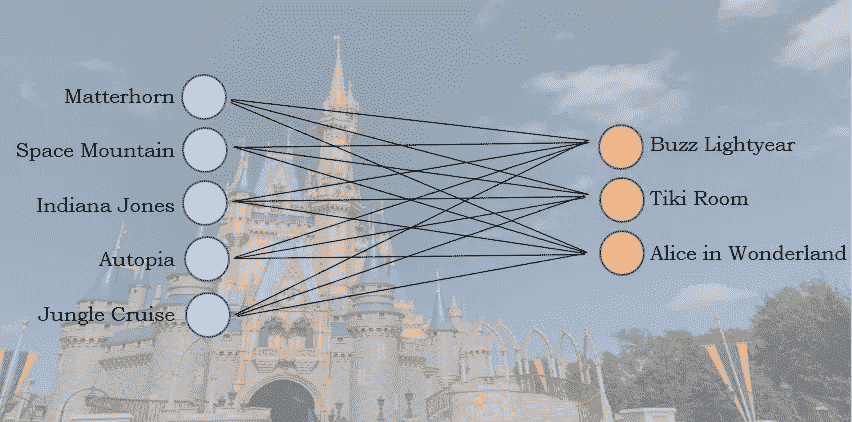 Matterhorn
Space Mountain
Indiana Jones
Autopia
Jungle Cruise
Buzz Lightyear
Tiki Room
Alice in Wonderland